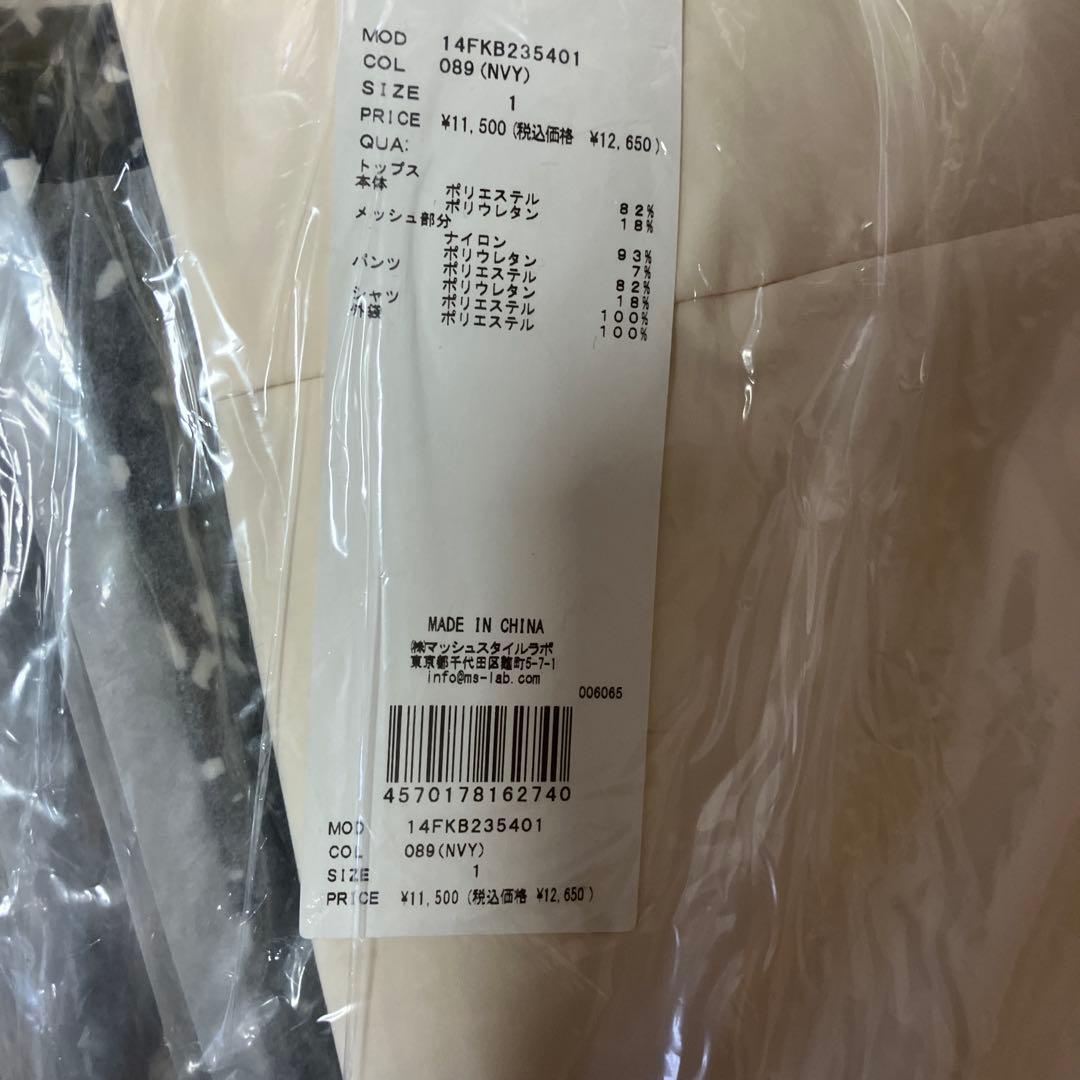 MOD 14FKB235401
COL 089(NVY)
SIZE 1
PRICE ¥11,500(税込価格 ¥12,650)
QUA:
トップス
本体 ポリエステル 82%
ポリウレタン 18%
メッシュ部分
ナイロン 93%
ポリウレタン 7%
パンツ ポリエステル 82%
ポリウレタン 18%
シャツ ポリエステル 100%
外袋 ポリエステル 100%
MADE IN CHINA
㈱マッシュスタイルラボ
東京都千代田区麹町5-7-1
info@ms-lab.com
006065
4570178162740
MOD 14FKB235401
COL 089(NVY)
SIZE 1
PRICE ¥11,500(税込価格 ¥12,650)